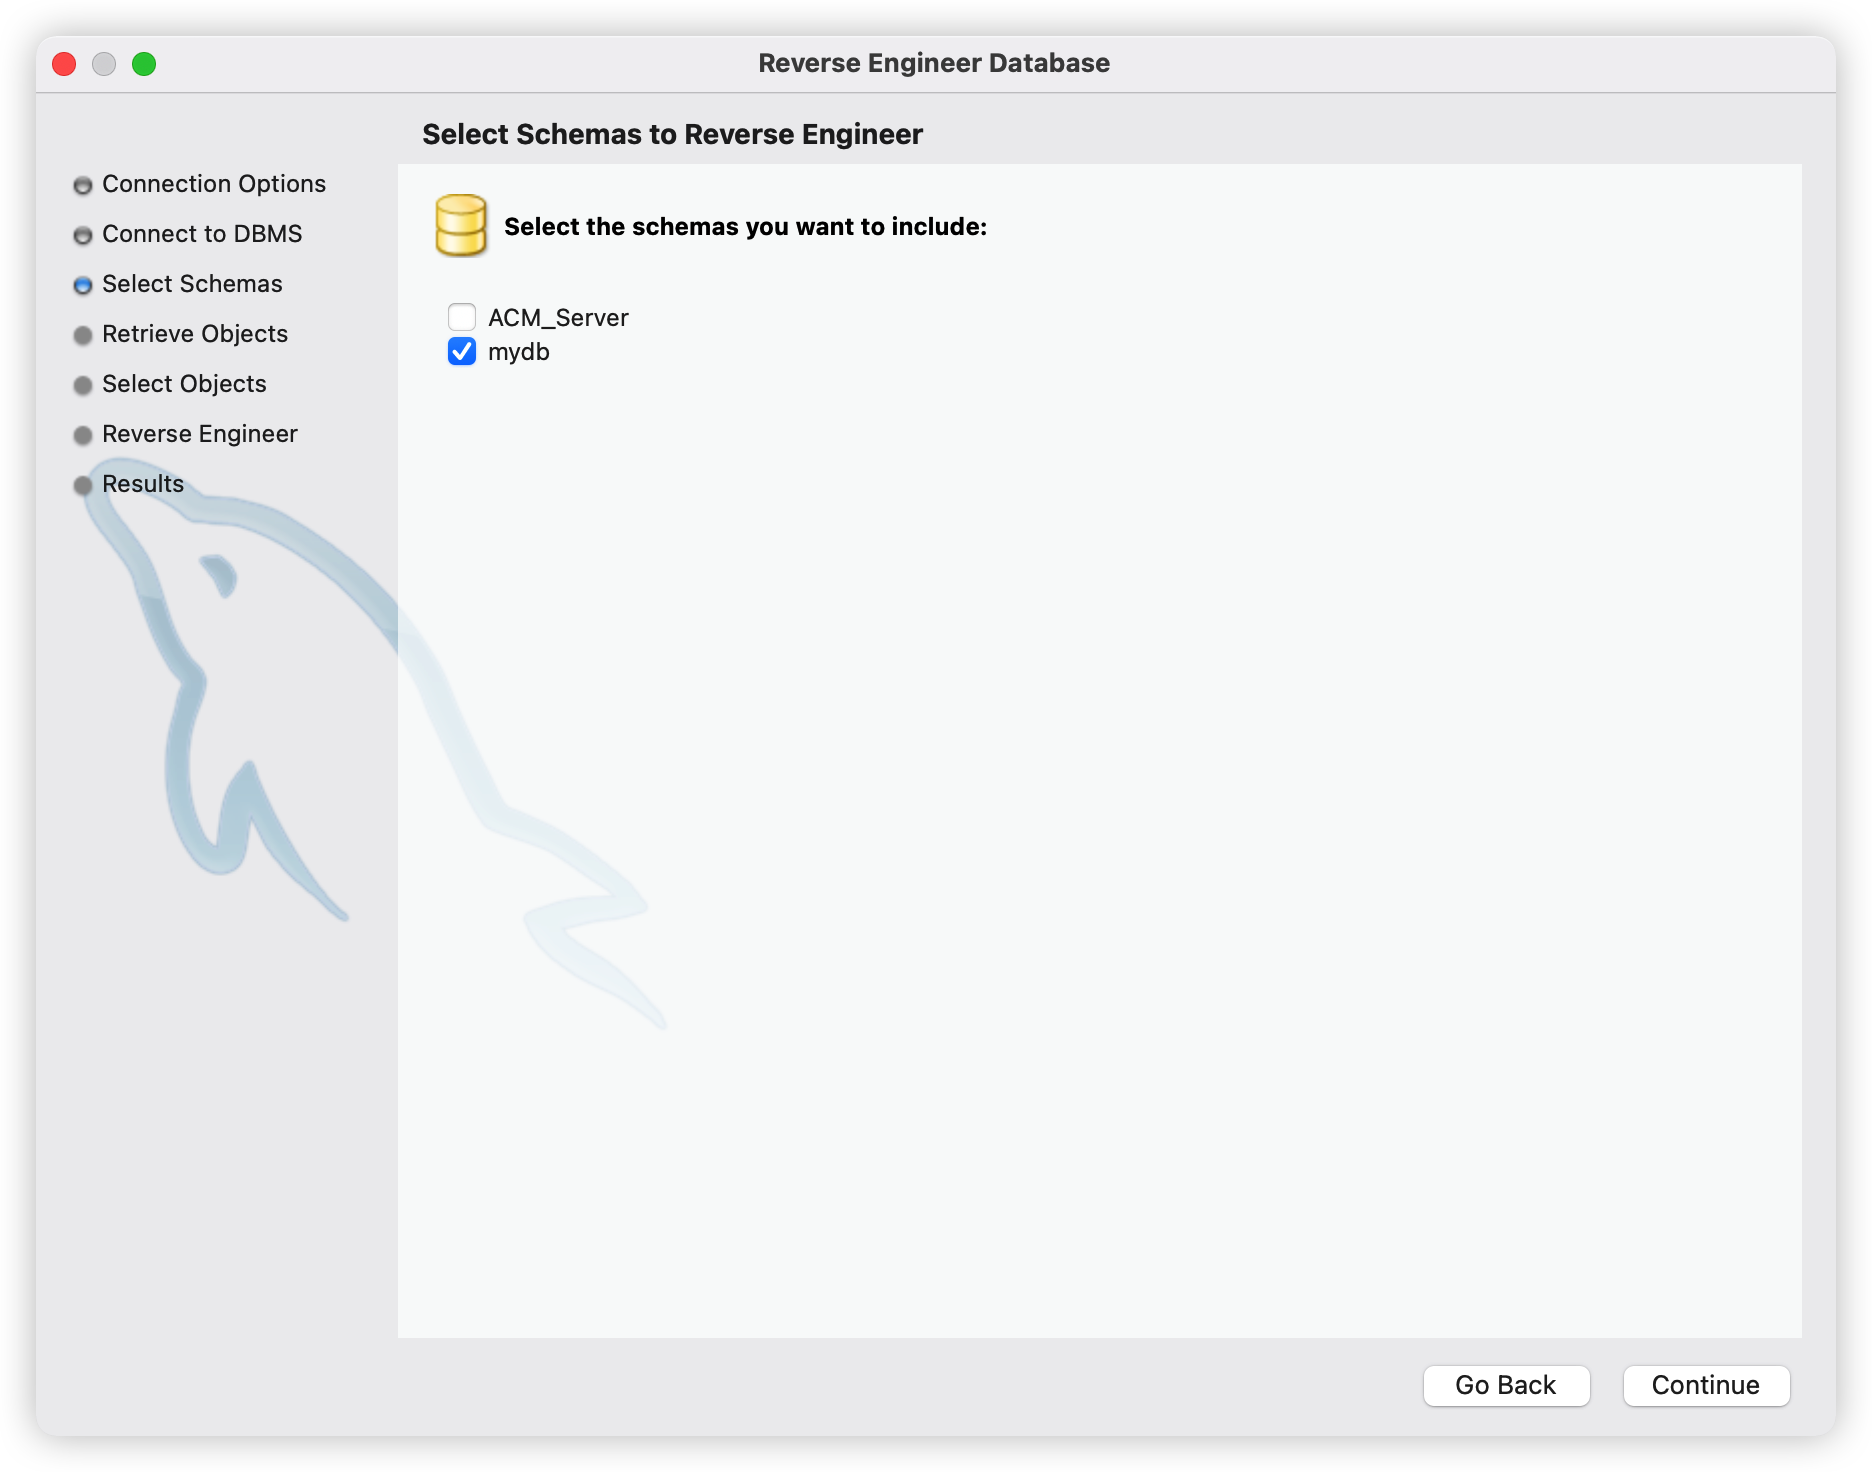 Reverse Engineer Database
Select Schemas to Reverse Engineer
Connection Options
Connect to DBMS
Select Schemas
Retrieve Objects
Select Objects
Reverse Engineer
Results
Select the schemas you want to include:
ACM_Server
mydb
Go Back
Continue